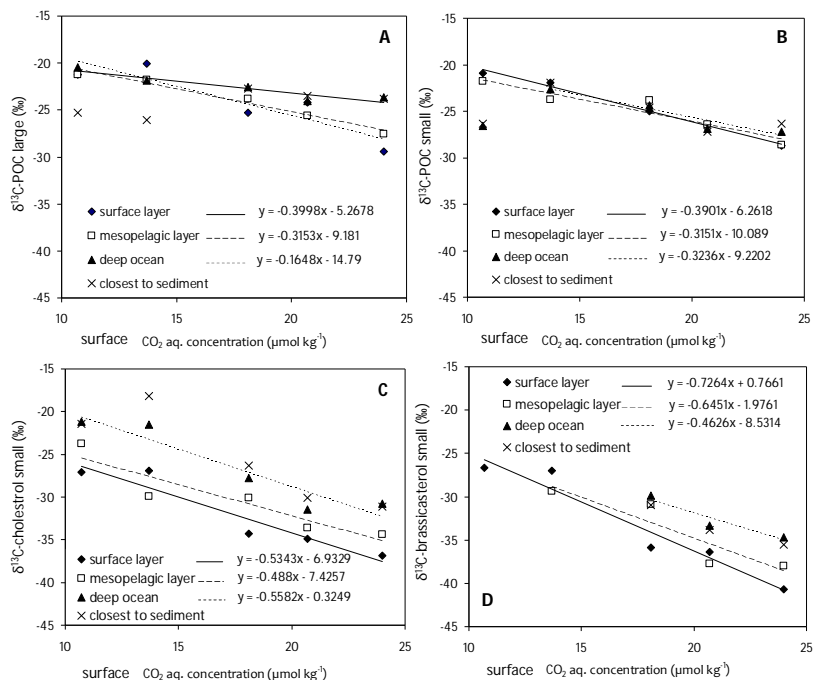 A
-15
-20
-25
-30
-35
-40
-45
δ¹³C-POC large (‰)
surface layer y = -0.3998x - 5.2678
mesopelagic layer y = -0.3153x - 9.181
deep ocean y = -0.1648x - 14.79
closest to sediment
10 15 20 25
surface CO₂ aq. concentration (µmol kg⁻¹)
B
-15
-20
-25
-30
-35
-40
-45
δ¹³C-POC small (‰)
surface layer y = -0.3901x - 6.2618
mesopelagic layer y = -0.3151x - 10.089
deep ocean y = -0.3236x - 9.2202
closest to sediment
10 15 20 25
surface CO₂ aq. concentration (µmol kg⁻¹)
C
-15
-20
-25
-30
-35
-40
-45
δ¹³C-cholestrol small (‰)
surface layer y = -0.5343x - 6.9329
mesopelagic layer y = -0.488x - 7.4257
deep ocean y = -0.5582x - 0.3249
closest to sediment
10 15 20 25
surface CO₂ aq. concentration (µmol kg⁻¹)
-15
-20
-25
-30
-35
-40
-45
δ¹³C-brassicasterol small (‰)
surface layer y = -0.7264x + 0.7661
mesopelagic layer y = -0.6451x - 1.9761
deep ocean y = -0.4626x - 8.5314
closest to sediment
D
10 15 20 25
surface CO₂ aq. concentration (µmol kg⁻¹)